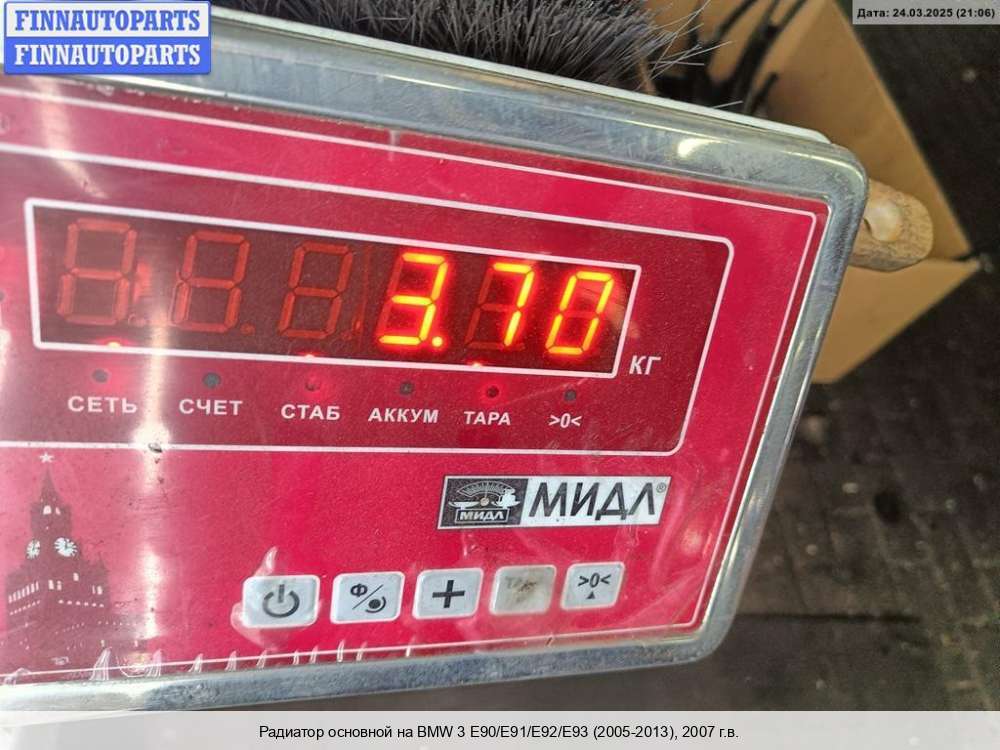 FINNAUTOPARTS
FINNAUTOPARTS
Дата: 24.03.2025 (21:06)
3.70
КГ
СЕТЬ СЧЕТ СТАБ АККУМ ТАРА >0<
МИДЛ МИДЛ®
Ф/ + >0<
Радиатор основной на BMW 3 E90/E91/E92/E93 (2005-2013), 2007 г.в.